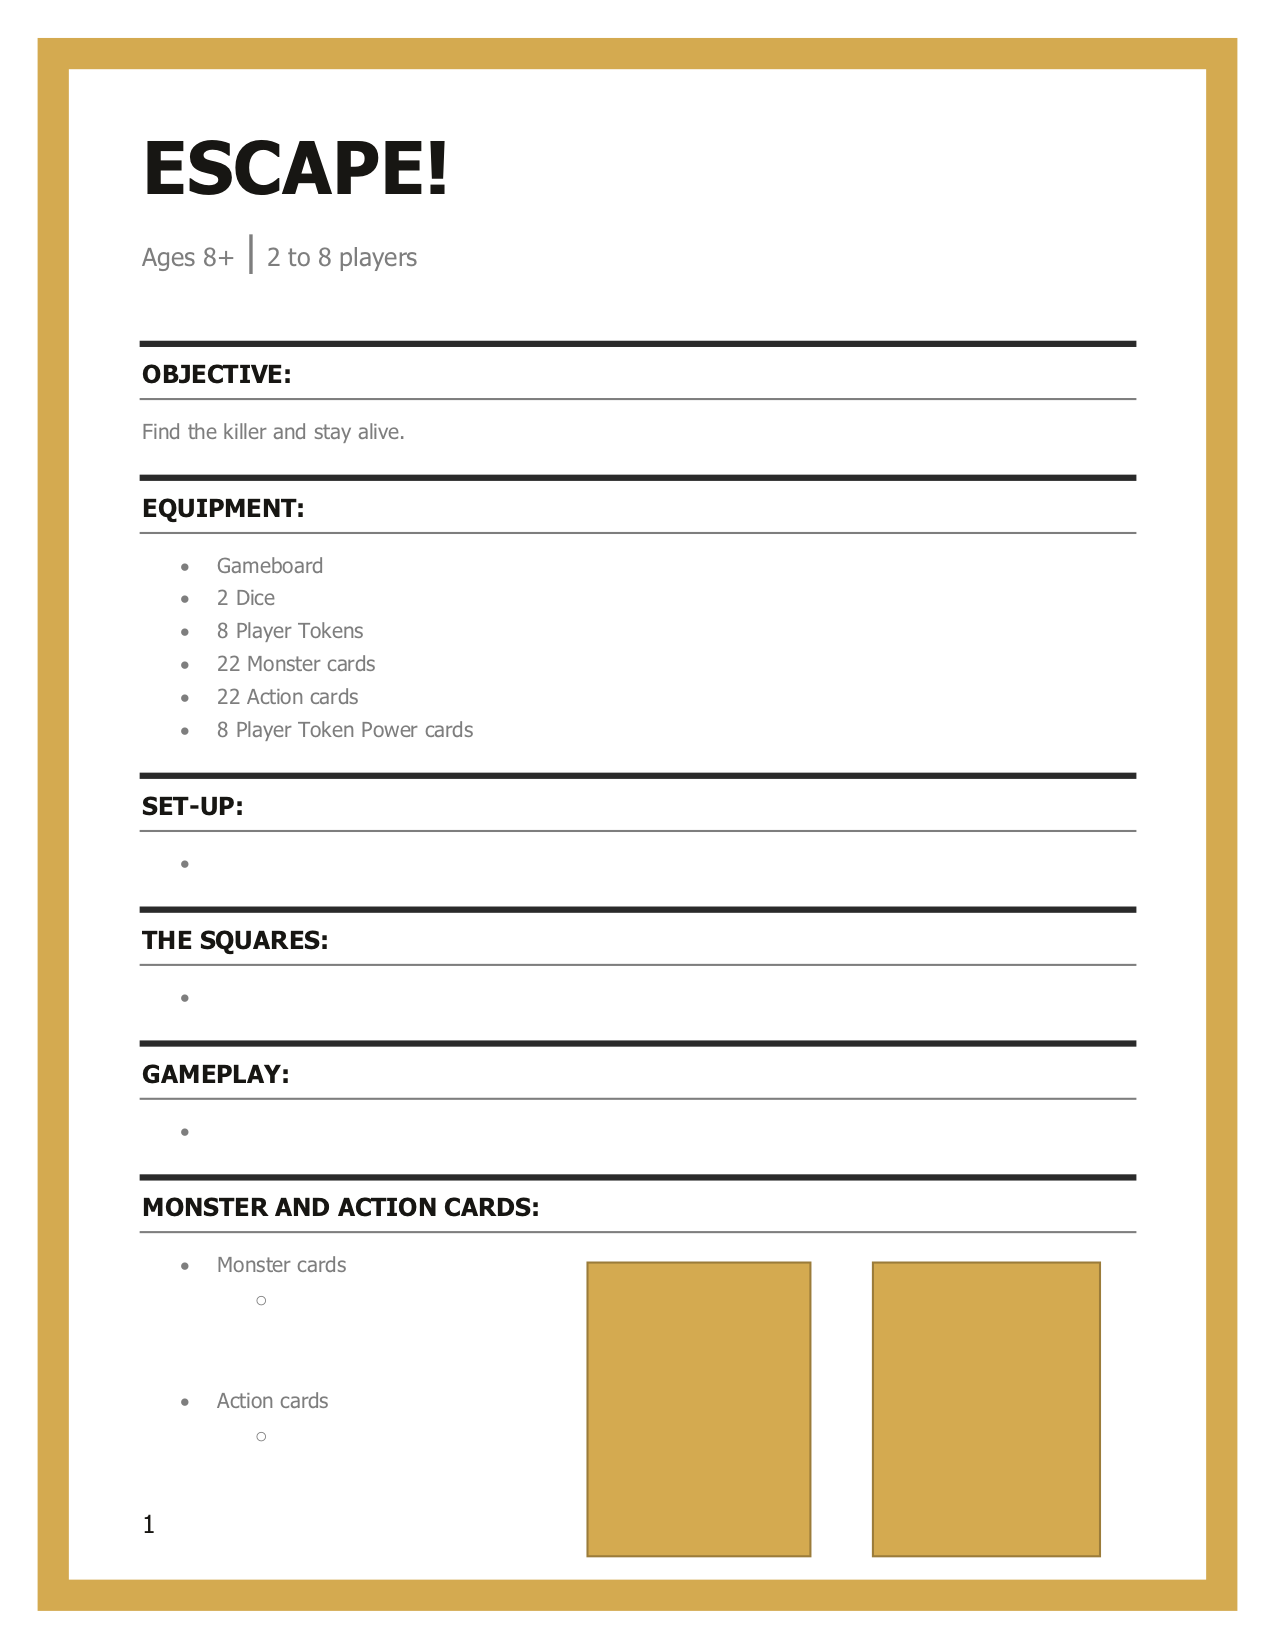 ESCAPE!
Ages 8+ | 2 to 8 players
OBJECTIVE:
Find the killer and stay alive.
EQUIPMENT:
• Gameboard
• 2 Dice
• 8 Player Tokens
• 22 Monster cards
• 22 Action cards
• 8 Player Token Power cards
SET-UP:
•
THE SQUARES:
•
GAMEPLAY:
•
MONSTER AND ACTION CARDS:
• Monster cards
○
• Action cards
○
1